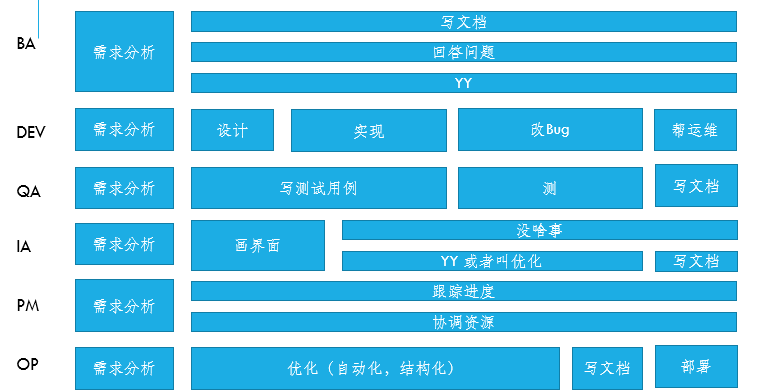 BA
需求分析
写文档
回答问题
YY
DEV
需求分析
设计
实现
改Bug
帮运维
QA
需求分析
写测试用例
测
写文档
IA
需求分析
画界面
没啥事
YY 或者叫优化
写文档
PM
需求分析
跟踪进度
协调资源
OP
需求分析
优化（自动化，结构化）
写文档
部署